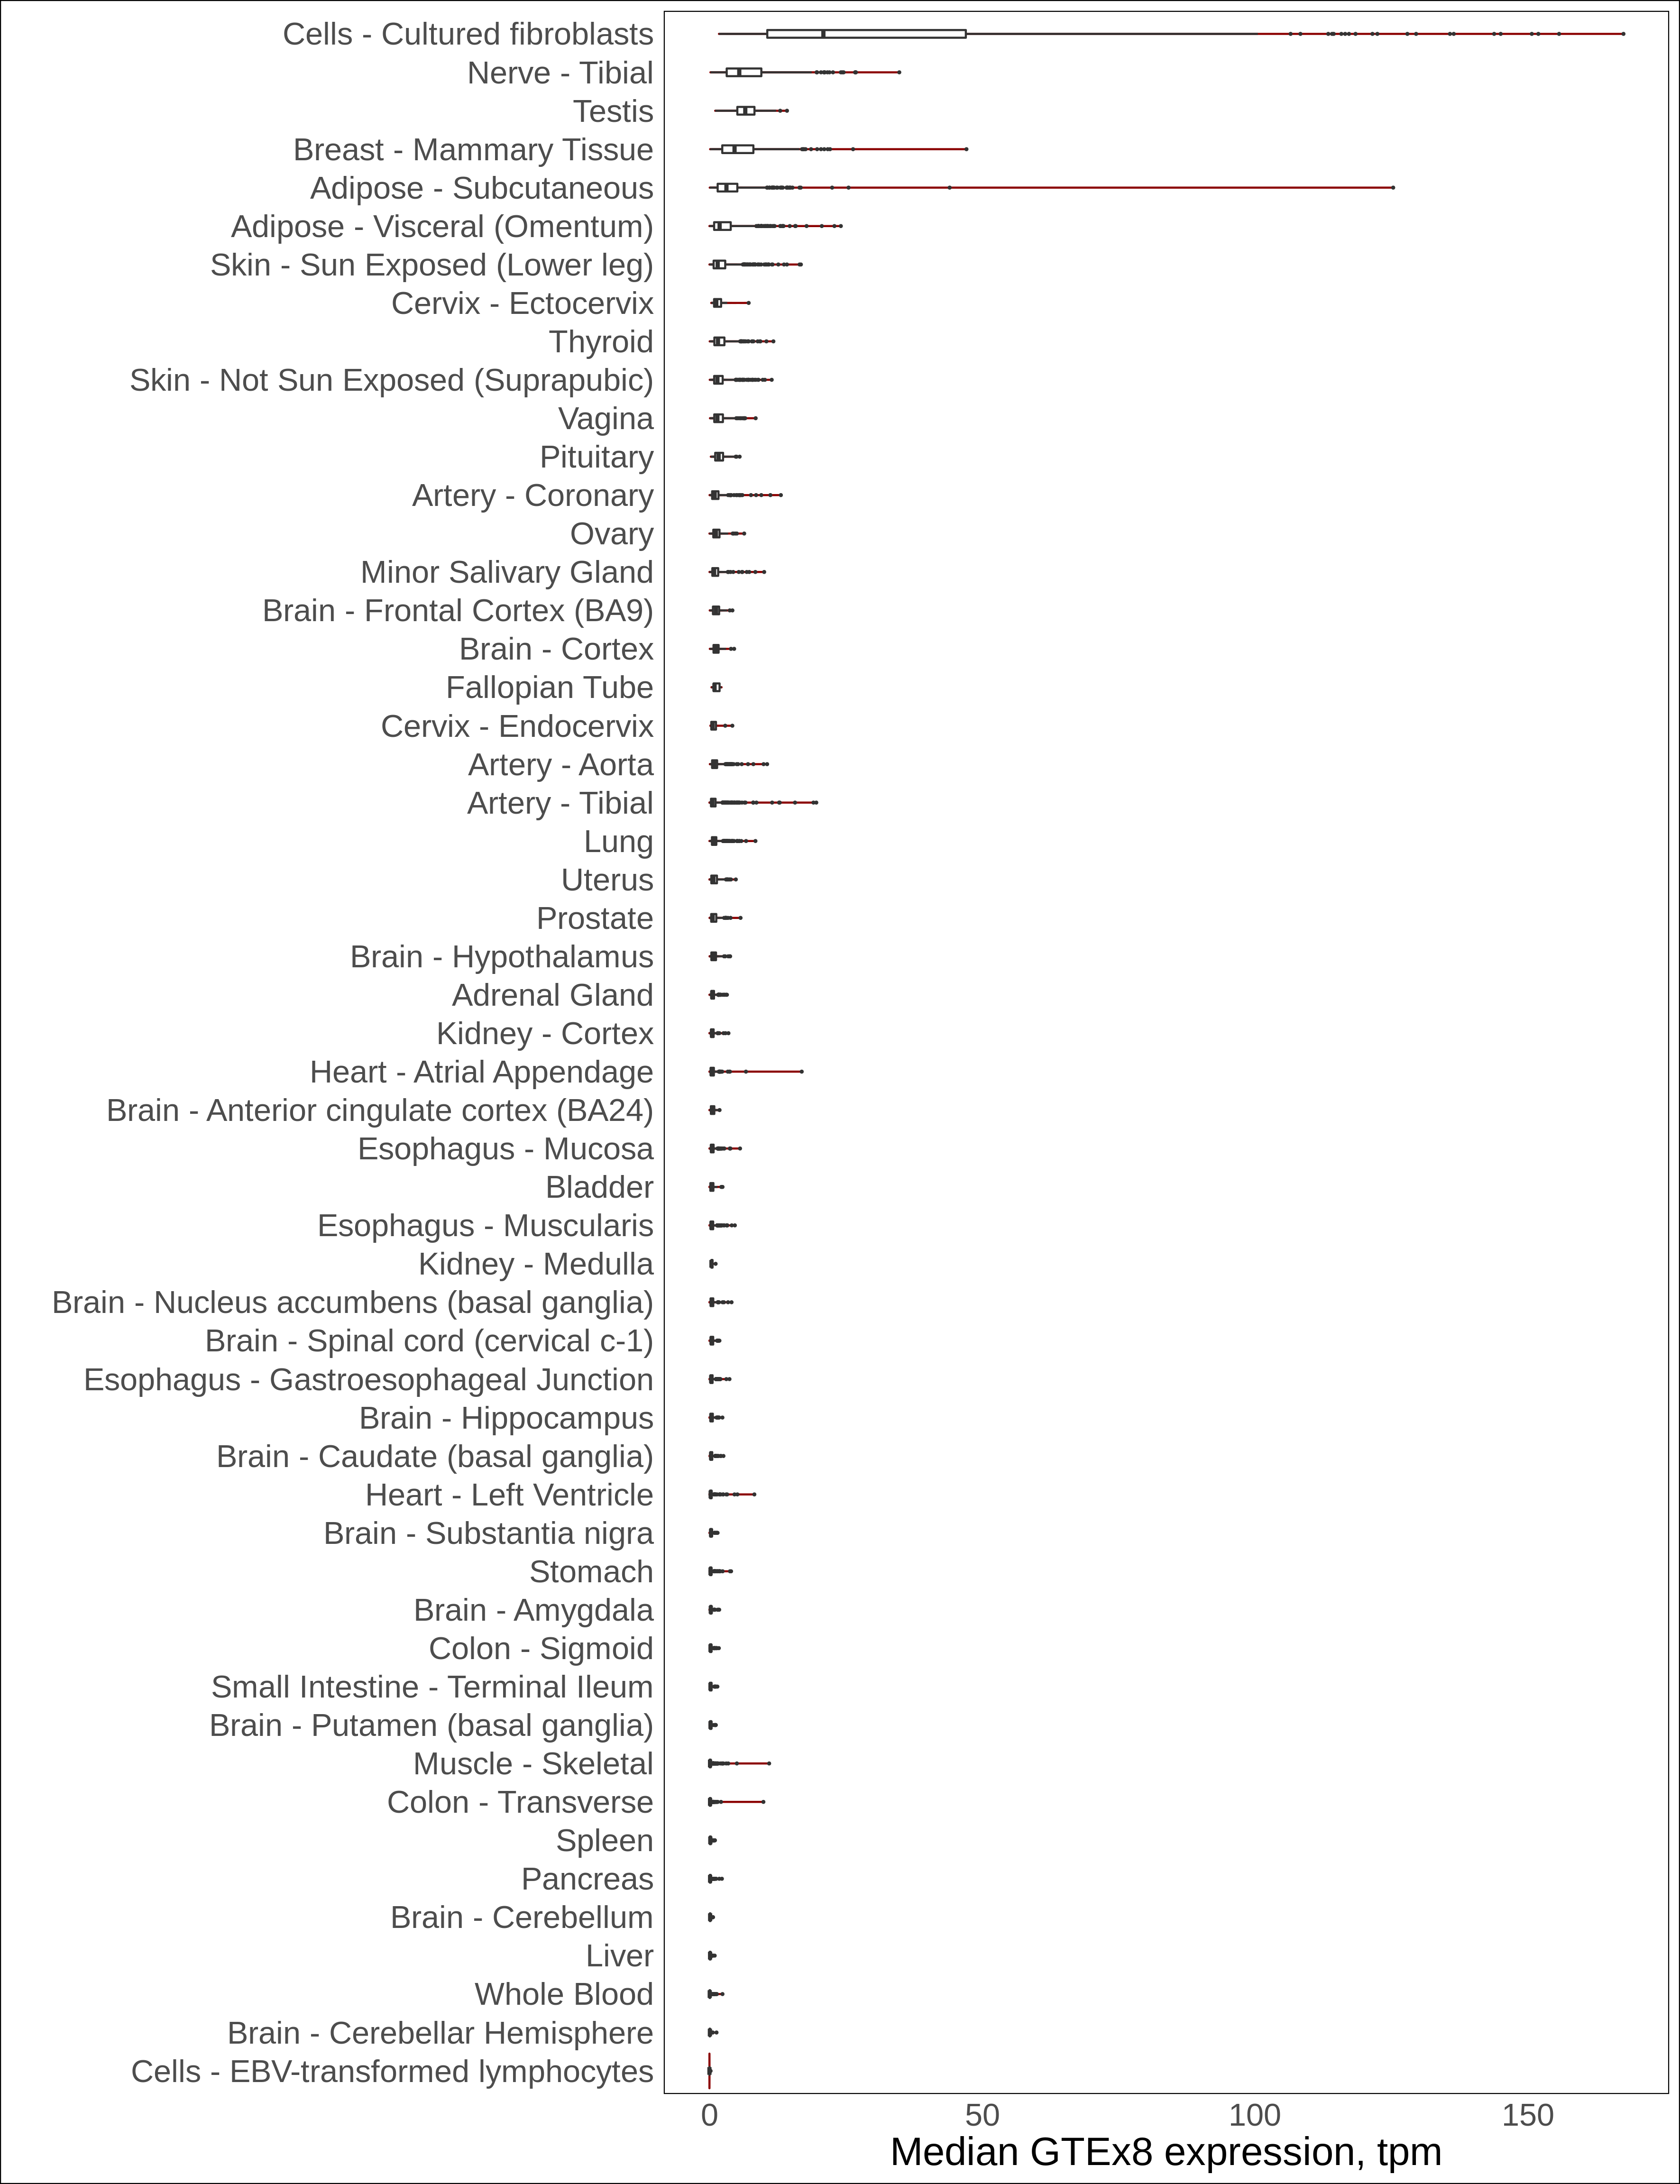 Cells - Cultured fibroblasts
Nerve - Tibial
Testis
Breast - Mammary Tissue
Adipose - Subcutaneous
Adipose - Visceral (Omentum)
Skin - Sun Exposed (Lower leg)
Cervix - Ectocervix
Thyroid
Skin - Not Sun Exposed (Suprapubic)
Vagina
Pituitary
Artery - Coronary
Ovary
Minor Salivary Gland
Brain - Frontal Cortex (BA9)
Brain - Cortex
Fallopian Tube
Cervix - Endocervix
Artery - Aorta
Artery - Tibial
Lung
Uterus
Prostate
Brain - Hypothalamus
Adrenal Gland
Kidney - Cortex
Heart - Atrial Appendage
Brain - Anterior cingulate cortex (BA24)
Esophagus - Mucosa
Bladder
Esophagus - Muscularis
Kidney - Medulla
Brain - Nucleus accumbens (basal ganglia)
Brain - Spinal cord (cervical c-1)
Esophagus - Gastroesophageal Junction
Brain - Hippocampus
Brain - Caudate (basal ganglia)
Heart - Left Ventricle
Brain - Substantia nigra
Stomach
Brain - Amygdala
Colon - Sigmoid
Small Intestine - Terminal Ileum
Brain - Putamen (basal ganglia)
Muscle - Skeletal
Colon - Transverse
Spleen
Pancreas
Brain - Cerebellum
Liver
Whole Blood
Brain - Cerebellar Hemisphere
Cells - EBV-transformed lymphocytes
0 50 100 150
Median GTEx8 expression, tpm